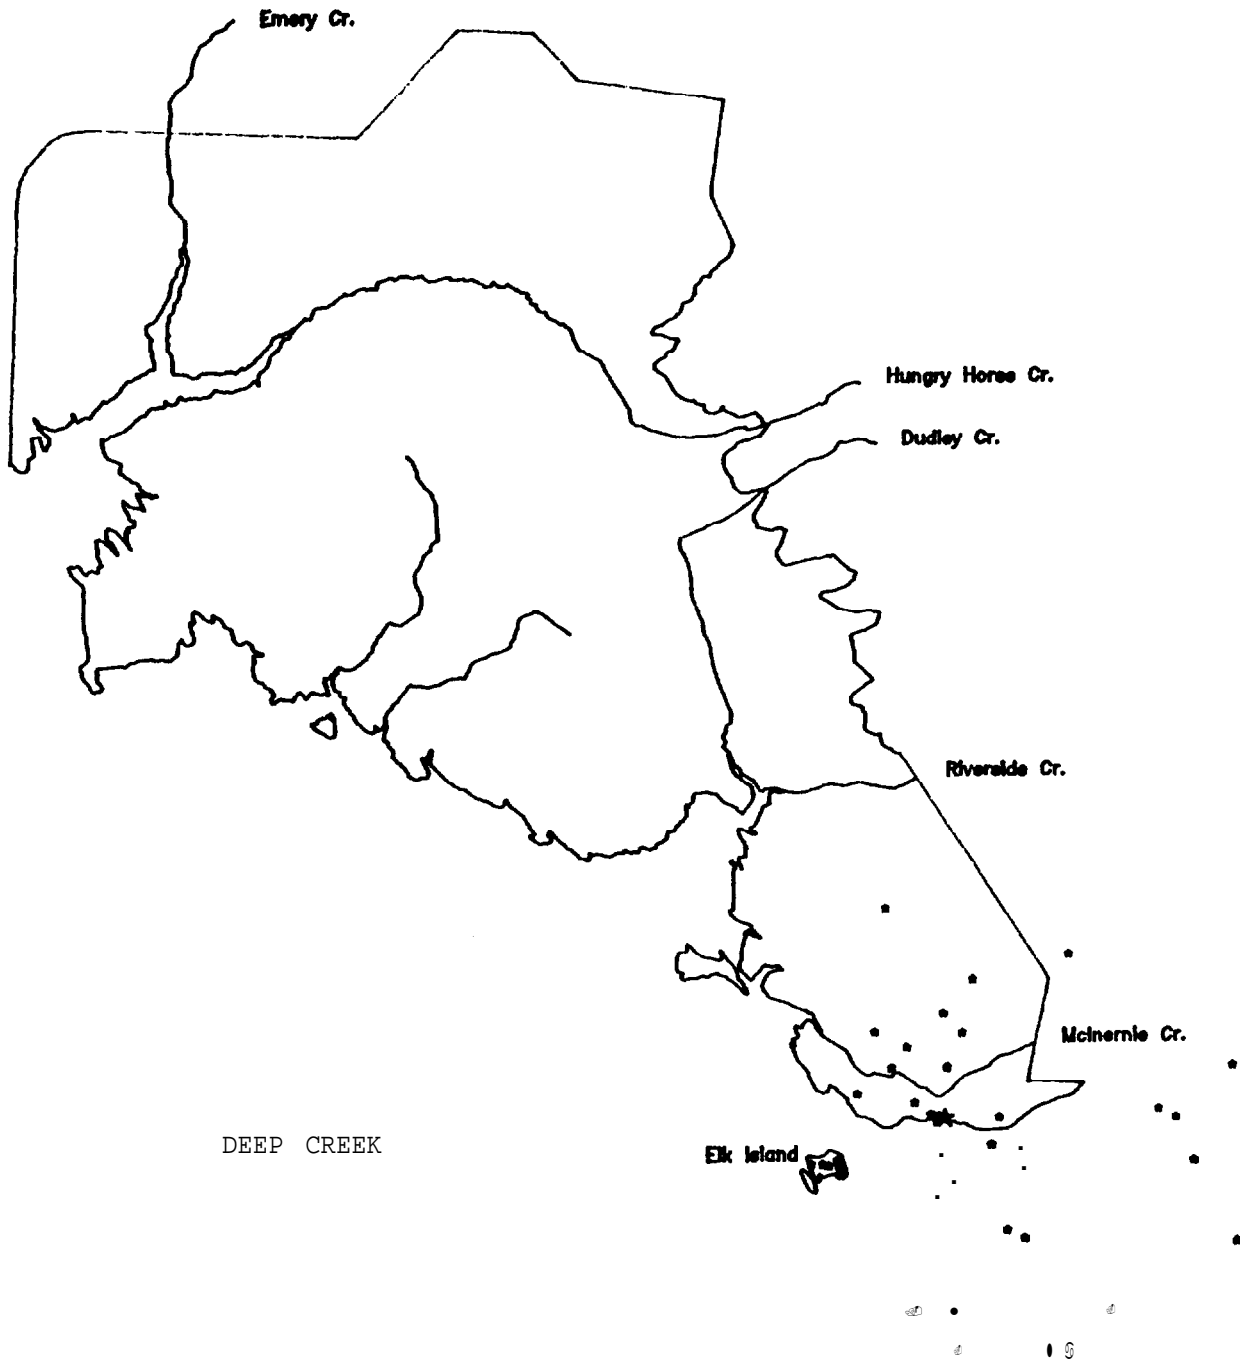 Emery Cr.
Hungry Horse Cr.
Dudley Cr.
Riverside Cr.
McInernie Cr.
DEEP CREEK
Elk Island